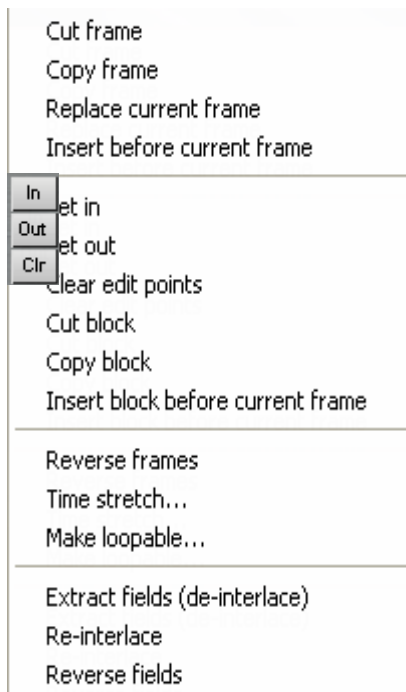 Cut frame
Copy frame
Replace current frame
Insert before current frame
In
et in
Out
et out
Clr
Clear edit points
Cut block
Copy block
Insert block before current frame
Reverse frames
Time stretch...
Make loopable...
Extract fields (de-interlace)
Re-interlace
Reverse fields